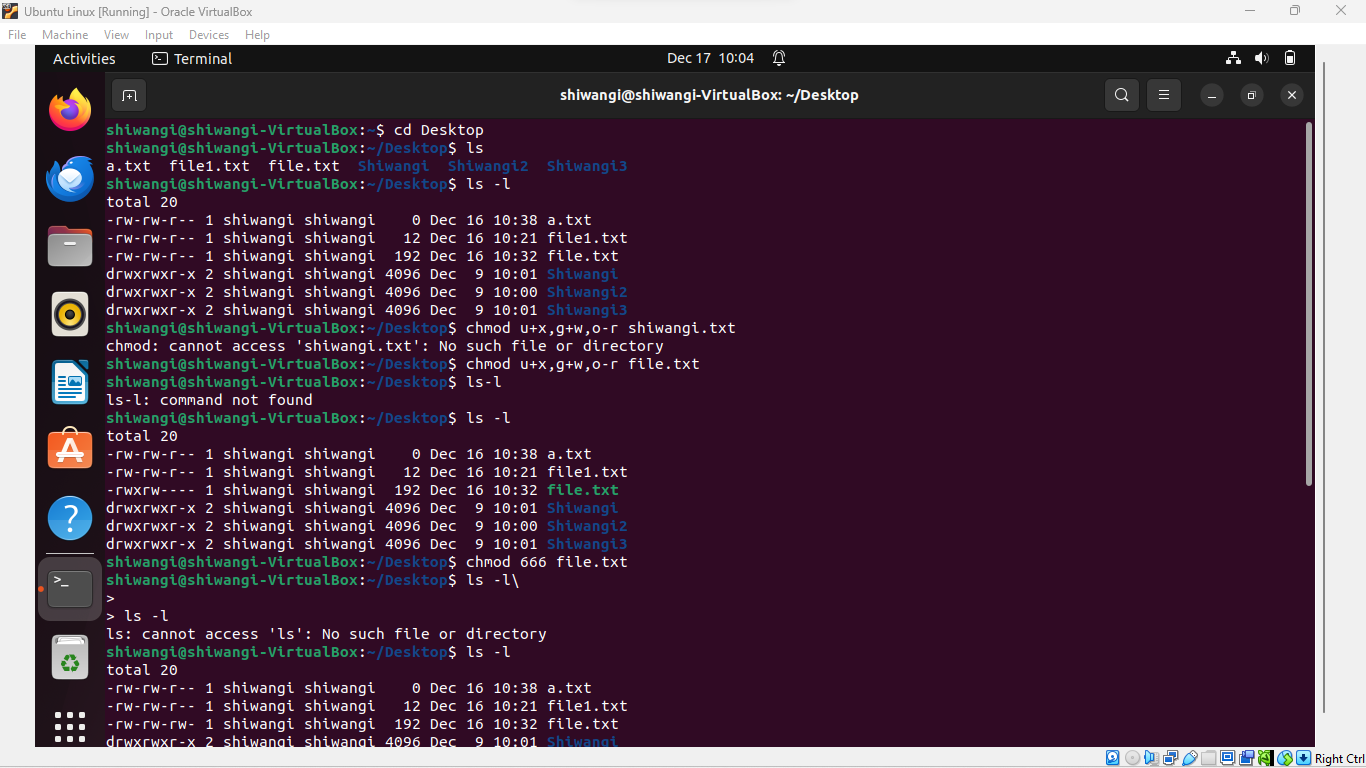 Ubuntu Linux [Running] - Oracle VirtualBox
File Machine View Input Devices Help
Activities Terminal Dec 17 10:04
shiwangi@shiwangi-VirtualBox: ~/Desktop
shiwangi@shiwangi-VirtualBox:~$ cd Desktop
shiwangi@shiwangi-VirtualBox:~/Desktop$ ls
a.txt file1.txt file.txt Shiwangi Shiwangi2 Shiwangi3
shiwangi@shiwangi-VirtualBox:~/Desktop$ ls -l
total 20
-rw-rw-r-- 1 shiwangi shiwangi 0 Dec 16 10:38 a.txt
-rw-rw-r-- 1 shiwangi shiwangi 12 Dec 16 10:21 file1.txt
-rw-rw-r-- 1 shiwangi shiwangi 192 Dec 16 10:32 file.txt
drwxrwxr-x 2 shiwangi shiwangi 4096 Dec 9 10:01 Shiwangi
drwxrwxr-x 2 shiwangi shiwangi 4096 Dec 9 10:00 Shiwangi2
drwxrwxr-x 2 shiwangi shiwangi 4096 Dec 9 10:01 Shiwangi3
shiwangi@shiwangi-VirtualBox:~/Desktop$ chmod u+x,g+w,o-r shiwangi.txt
chmod: cannot access 'shiwangi.txt': No such file or directory
shiwangi@shiwangi-VirtualBox:~/Desktop$ chmod u+x,g+w,o-r file.txt
shiwangi@shiwangi-VirtualBox:~/Desktop$ ls-l
ls-l: command not found
shiwangi@shiwangi-VirtualBox:~/Desktop$ ls -l
total 20
-rw-rw-r-- 1 shiwangi shiwangi 0 Dec 16 10:38 a.txt
-rw-rw-r-- 1 shiwangi shiwangi 12 Dec 16 10:21 file1.txt
-rwxrw---- 1 shiwangi shiwangi 192 Dec 16 10:32 file.txt
drwxrwxr-x 2 shiwangi shiwangi 4096 Dec 9 10:01 Shiwangi
drwxrwxr-x 2 shiwangi shiwangi 4096 Dec 9 10:00 Shiwangi2
drwxrwxr-x 2 shiwangi shiwangi 4096 Dec 9 10:01 Shiwangi3
shiwangi@shiwangi-VirtualBox:~/Desktop$ chmod 666 file.txt
shiwangi@shiwangi-VirtualBox:~/Desktop$ ls -l\
>
> ls -l
ls: cannot access 'ls': No such file or directory
shiwangi@shiwangi-VirtualBox:~/Desktop$ ls -l
total 20
-rw-rw-r-- 1 shiwangi shiwangi 0 Dec 16 10:38 a.txt
-rw-rw-r-- 1 shiwangi shiwangi 12 Dec 16 10:21 file1.txt
-rw-rw-rw- 1 shiwangi shiwangi 192 Dec 16 10:32 file.txt
drwxrwxr-x 2 shiwangi shiwangi 4096 Dec 9 10:01 Shiwangi
Right Ctrl